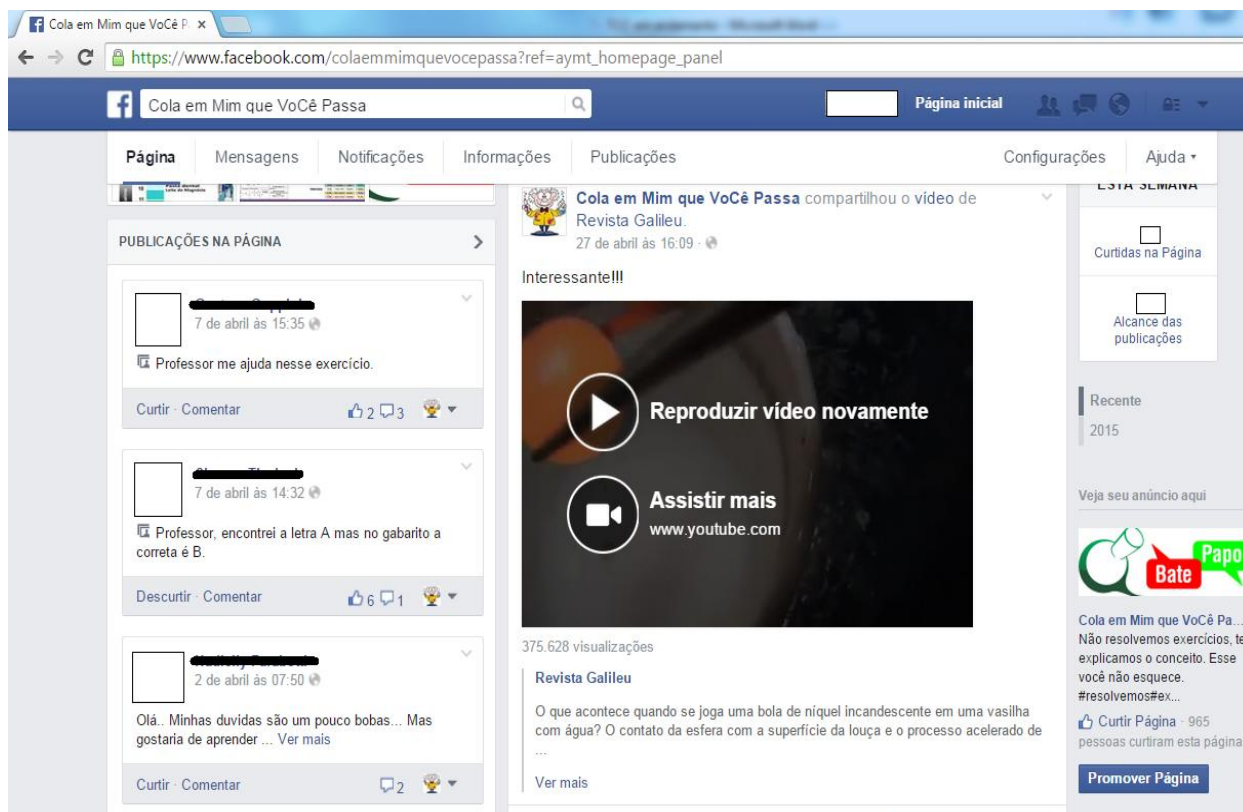 Cola em Mim que VoCê P
https://www.facebook.com/colaemmimquevocepassa?ref=aymt_homepage_panel
Cola em Mim que VoCê Passa
Página inicial
Página Mensagens Notificações Informações Publicações Configurações Ajuda
PUBLICAÇÕES NA PÁGINA
7 de abril às 15:35
Professor me ajuda nesse exercício.
Curtir · Comentar 2 3
7 de abril às 14:32
Professor, encontrei a letra A mas no gabarito a
correta é B.
Descurtir · Comentar 6 1
2 de abril às 07:50
Olá.. Minhas duvidas são um pouco bobas... Mas
gostaria de aprender ... Ver mais
Curtir · Comentar 2
Cola em Mim que VoCê Passa compartilhou o vídeo de
Revista Galileu.
27 de abril às 16:09
Interessante!!!
Reproduzir vídeo novamente
Assistir mais
www.youtube.com
375.628 visualizações
Revista Galileu
O que acontece quando se joga uma bola de níquel incandescente em uma vasilha
com água? O contato da esfera com a superfície da louça e o processo acelerado de
...
Ver mais
ESTA SEMANA
Curtidas na Página
Alcance das
publicações
Recente
2015
Veja seu anúncio aqui
Bate
Papo
Cola em Mim que VoCê Pa...
Não resolvemos exercícios, te
explicamos o conceito. Esse
você não esquece.
#resolvemos#ex...
Curtir Página · 965
pessoas curtiram esta página
Promover Página